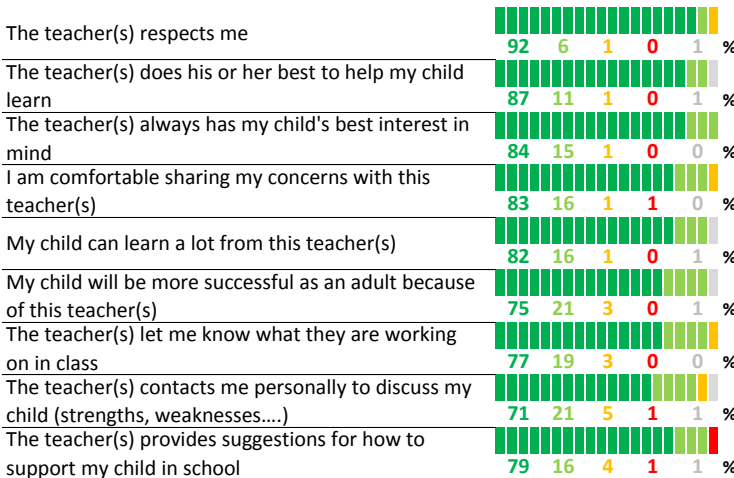 The teacher(s) respects me
92 6 1 0 1 %
The teacher(s) does his or her best to help my child
learn
87 11 1 0 1 %
The teacher(s) always has my child's best interest in
mind
84 15 1 0 0 %
I am comfortable sharing my concerns with this
teacher(s)
83 16 1 1 0 %
My child can learn a lot from this teacher(s)
82 16 1 0 1 %
My child will be more successful as an adult because
of this teacher(s)
75 21 3 0 1 %
The teacher(s) let me know what they are working
on in class
77 19 3 0 0 %
The teacher(s) contacts me personally to discuss my
child (strengths, weaknesses....)
71 21 5 1 1 %
The teacher(s) provides suggestions for how to
support my child in school
79 16 4 1 1 %